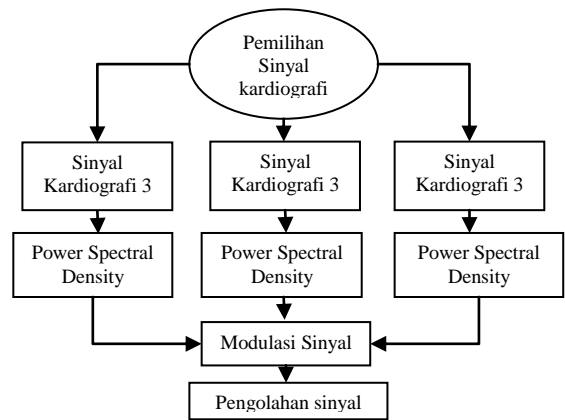 Pemilihan
Sinyal
kardiografi
Sinyal
Kardiografi 3
Sinyal
Kardiografi 3
Sinyal
Kardiografi 3
Power Spectral
Density
Power Spectral
Density
Power Spectral
Density
Modulasi Sinyal
Pengolahan sinyal